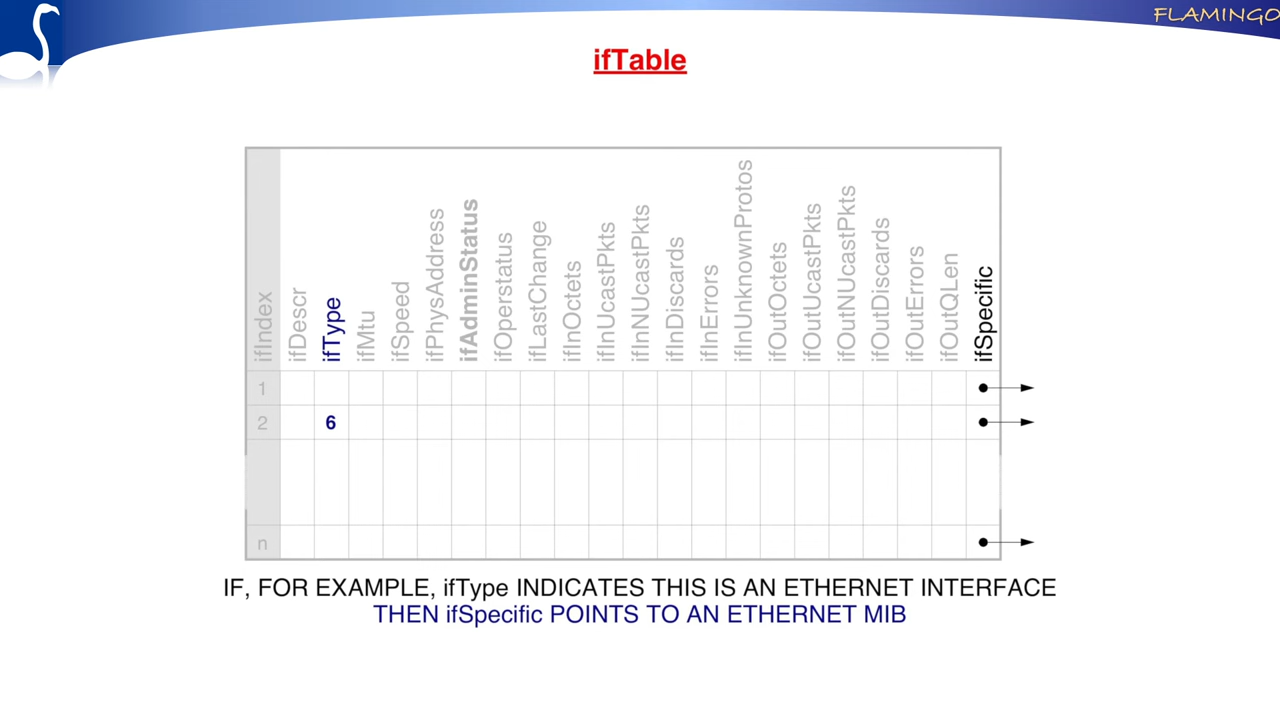 FLAMINGO
ifTable
ifIndex
ifDescr
ifType
ifMtu
ifSpeed
ifPhysAddress
ifAdminStatus
ifOperstatus
ifLastChange
ifInOctets
ifInUcastPkts
ifInNUcastPkts
ifInDiscards
ifInErrors
ifInUnknownProtos
ifOutOctets
ifOutUcastPkts
ifOutNUcastPkts
ifOutDiscards
ifOutErrors
ifOutQLen
ifSpecific
1
2 6
n
IF, FOR EXAMPLE, ifType INDICATES THIS IS AN ETHERNET INTERFACE
THEN ifSpecific POINTS TO AN ETHERNET MIB